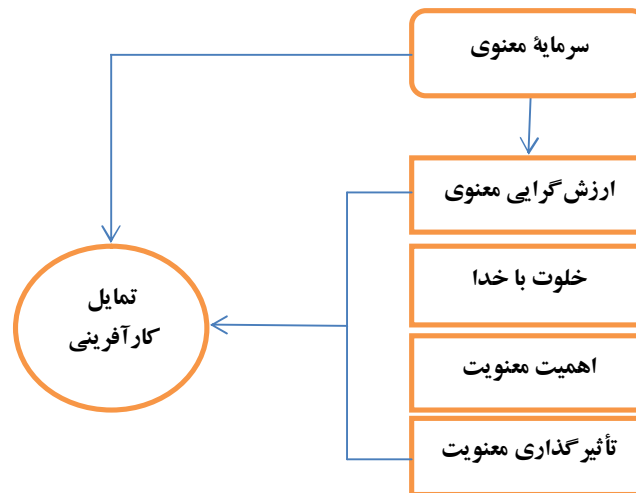 سرمایۀ معنوی
ارزش‌گرایی معنوی
خلوت با خدا
اهمیت معنویت
تأثیرگذاری معنویت
تمایل
کارآفرینی